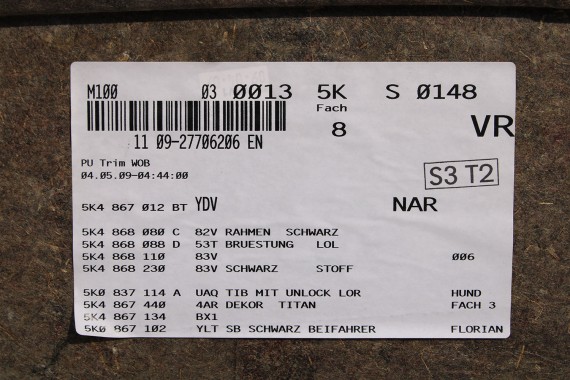 M100 03 0013 5K S 0148
Fach
8
VR
11 09-27706206 EN
PU Trim WOB
04.05.09-04:44:00
S3 T2
5K4 867 012 BT YDV NAR
5K4 868 080 C 82V RAHMEN SCHWARZ
5K4 868 088 D 53T BRUESTUNG LOL
5K4 868 110 83V 006
5K4 868 230 83V SCHWARZ STOFF
5K0 837 114 A UAQ TIB MIT UNLOCK LOR HUND
5K4 867 440 4AR DEKOR TITAN FACH 3
5K4 867 134 BX1
5K0 867 102 YLT SB SCHWARZ BEIFAHRER FLORIAN